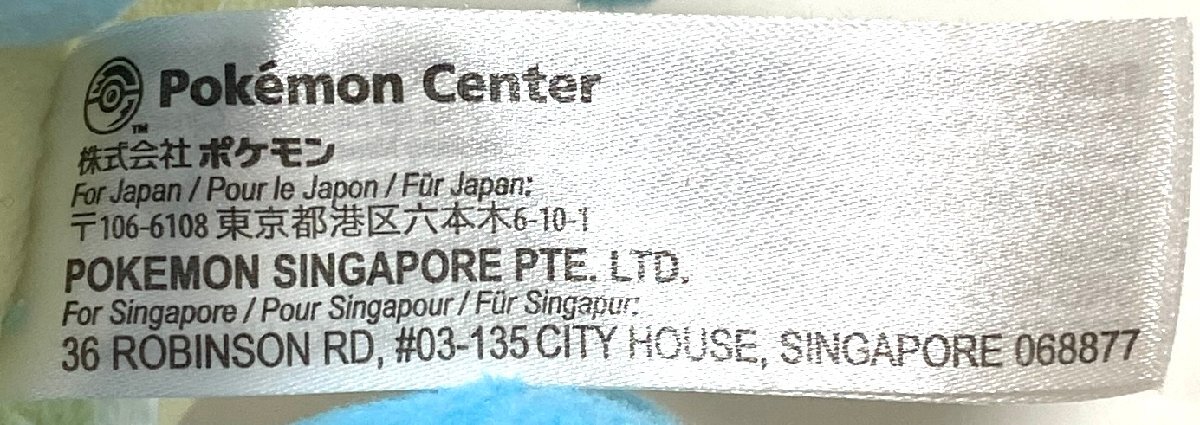 Pokémon Center
TM
株式会社 ポケモン
For Japan / Pour le Japon / Für Japan:
〒106-6108 東京都港区六本木6-10-1
POKEMON SINGAPORE PTE. LTD.
For Singapore / Pour Singapour / Für Singapur:
36 ROBINSON RD, #03-135 CITY HOUSE, SINGAPORE 068877